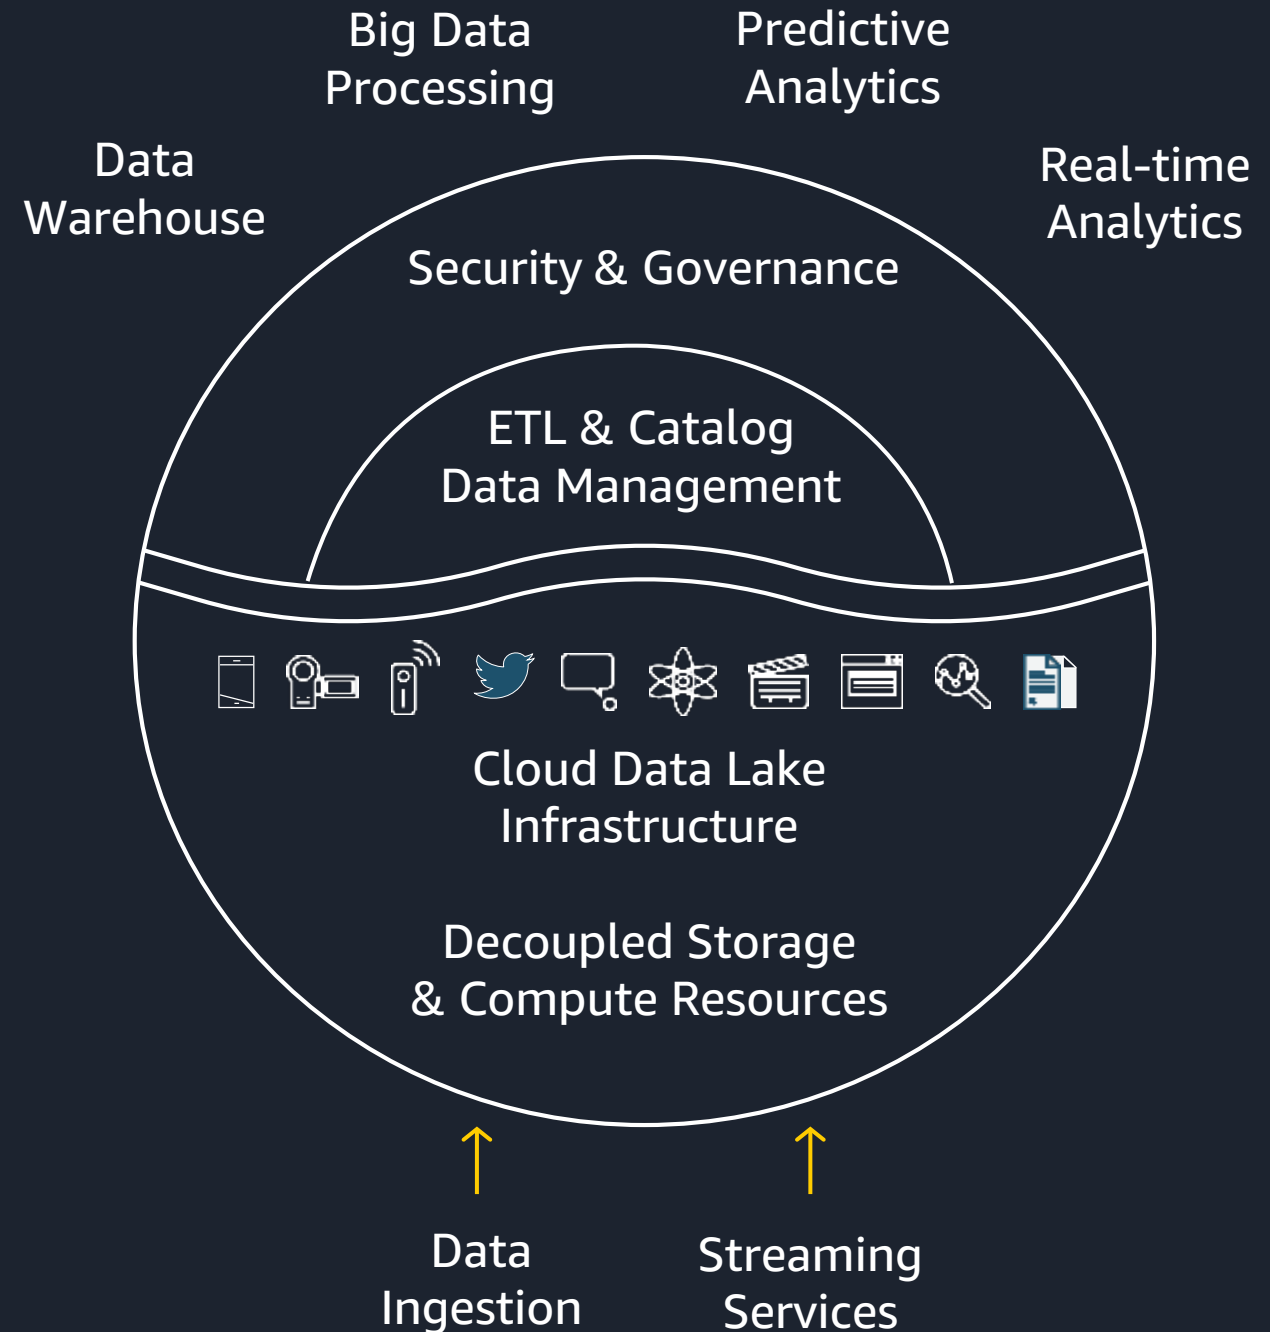 Big Data
Processing
Predictive
Analytics
Data
Warehouse
Real-time
Analytics
Security & Governance
ETL & Catalog
Data Management
Cloud Data Lake
Infrastructure
Decoupled Storage
& Compute Resources
Data
Ingestion
Streaming
Services